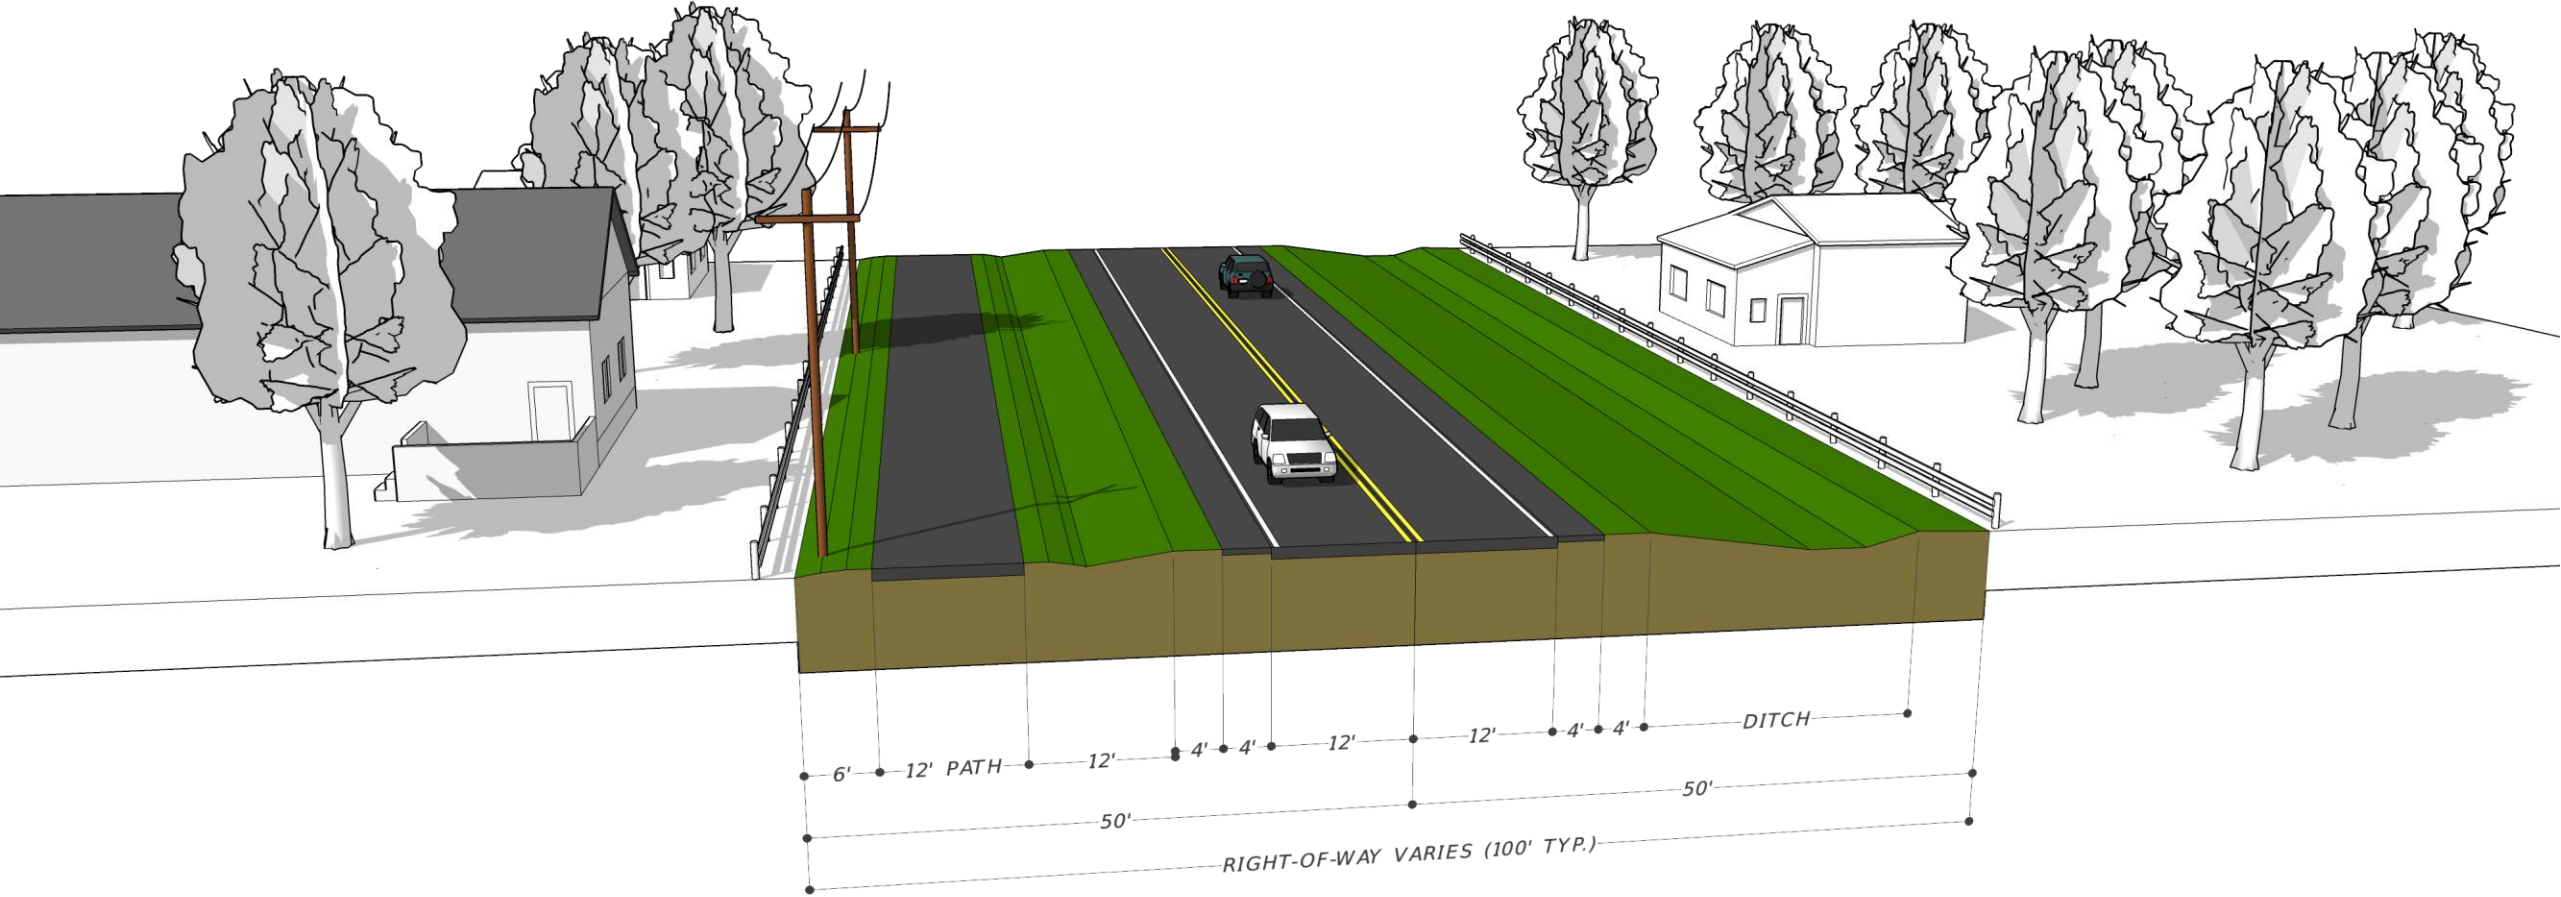 6' 12' PATH 12' 4' 4' 12' 12' 4' 4' DITCH
50' 50'
RIGHT-OF-WAY VARIES (100' TYP.)